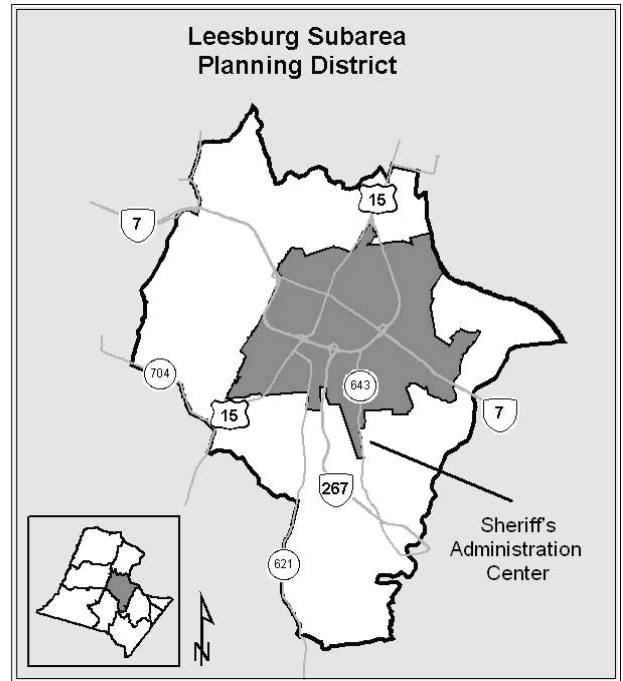 Leesburg Subarea
Planning District
15
7
704
643
15
7
267
Sheriff's
Administration
Center
621
N